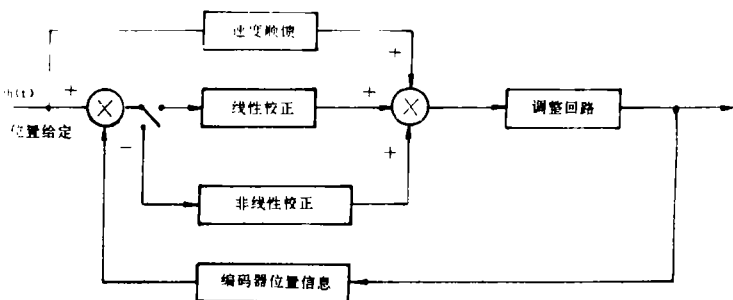 速度顺馈
+
+
+
线性校正
调整回路
位置给定
−
+
非线性校正
编码器位置信息